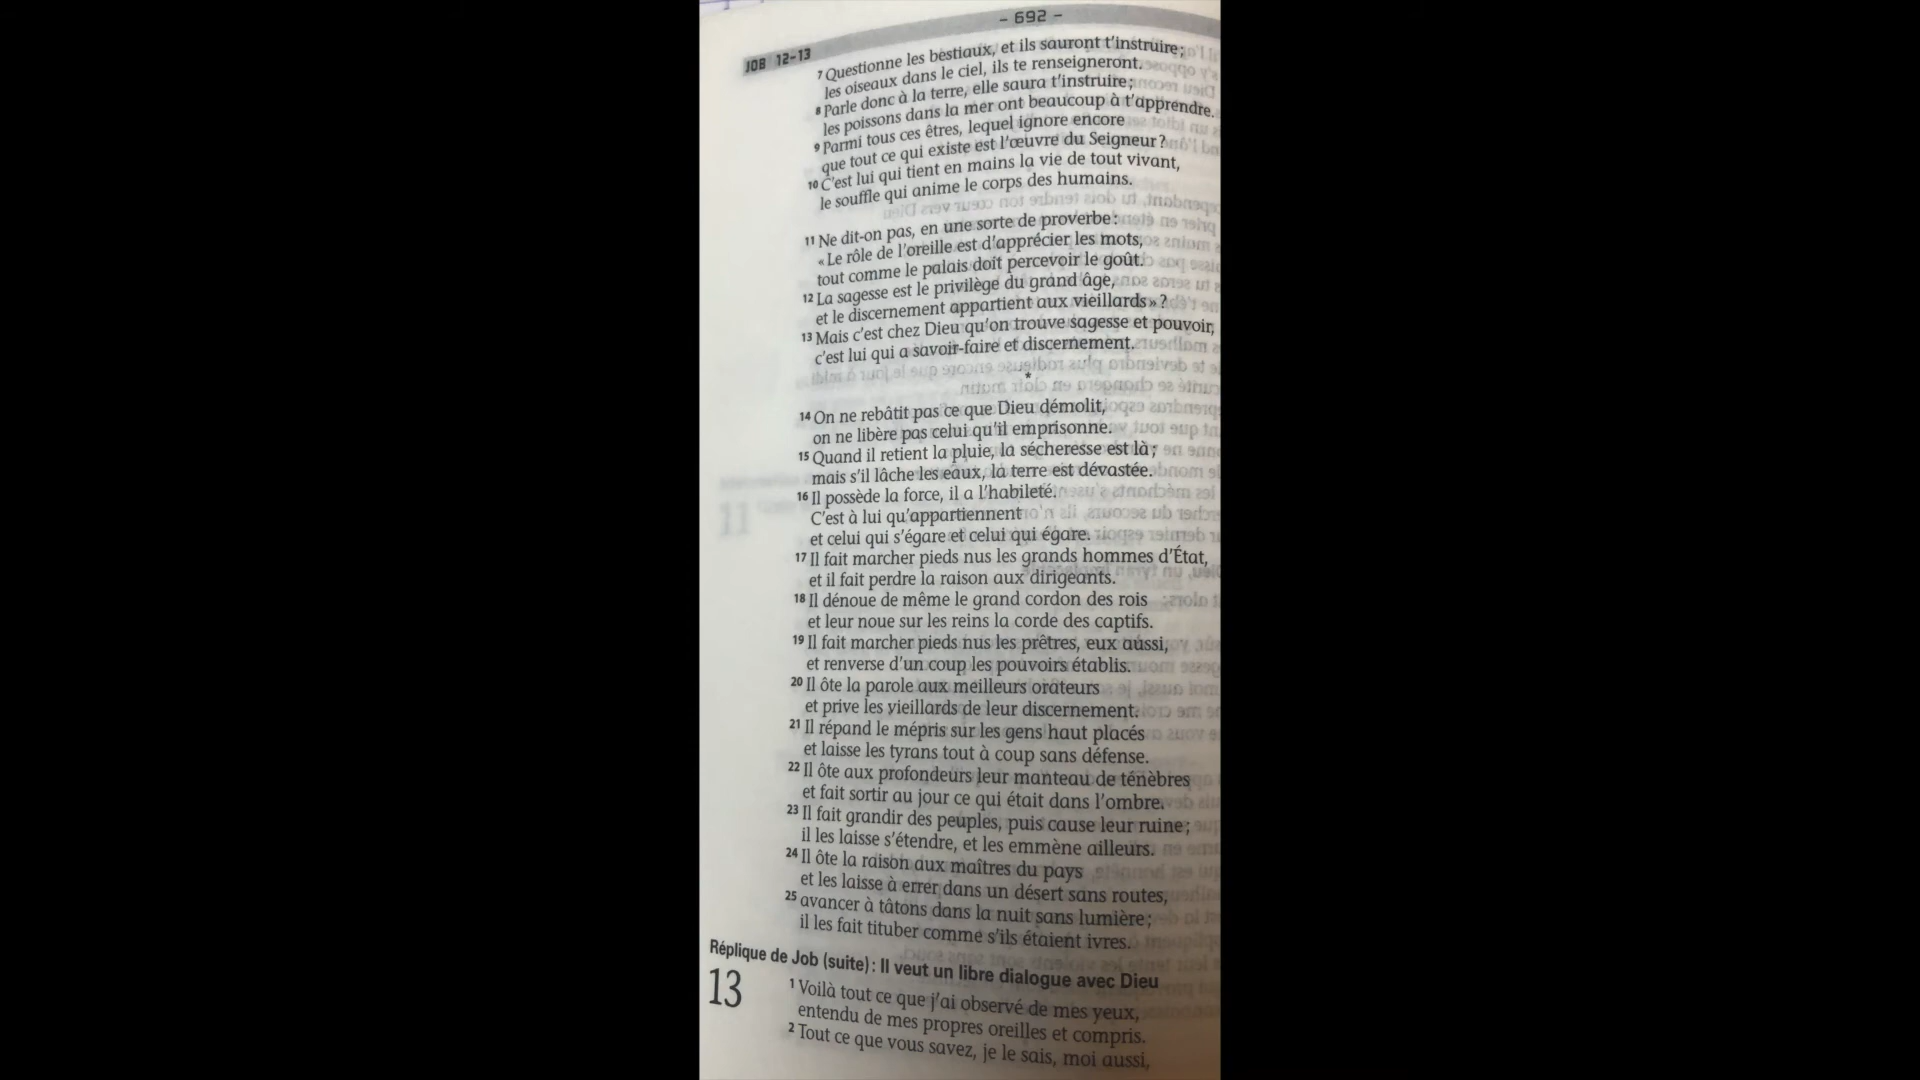 - 692 -
JOB 12-13
7 Questionne les bestiaux, et ils sauront t'instruire;
les oiseaux dans le ciel, ils te renseigneront.
8 Parle donc à la terre, elle saura t'instruire;
les poissons dans la mer ont beaucoup à t'apprendre.
9 Parmi tous ces êtres, lequel ignore encore
que tout ce qui existe est l'œuvre du Seigneur?
10 C'est lui qui tient en mains la vie de tout vivant,
le souffle qui anime le corps des humains.
11 Ne dit-on pas, en une sorte de proverbe:
«Le rôle de l'oreille est d'apprécier les mots,
tout comme le palais doit percevoir le goût.
12 La sagesse est le privilège du grand âge,
et le discernement appartient aux vieillards»?
13 Mais c'est chez Dieu qu'on trouve sagesse et pouvoir,
c'est lui qui a savoir-faire et discernement.
*
14 On ne rebâtit pas ce que Dieu démolit,
on ne libère pas celui qu'il emprisonne.
15 Quand il retient la pluie, la sécheresse est là;
mais s'il lâche les eaux, la terre est dévastée.
16 Il possède la force, il a l'habileté.
C'est à lui qu'appartiennent
et celui qui s'égare et celui qui égare.
17 Il fait marcher pieds nus les grands hommes d'État,
et il fait perdre la raison aux dirigeants.
18 Il dénoue de même le grand cordon des rois
et leur noue sur les reins la corde des captifs.
19 Il fait marcher pieds nus les prêtres, eux aussi,
et renverse d'un coup les pouvoirs établis.
20 Il ôte la parole aux meilleurs orateurs
et prive les vieillards de leur discernement.
21 Il répand le mépris sur les gens haut placés
et laisse les tyrans tout à coup sans défense.
22 Il ôte aux profondeurs leur manteau de ténèbres
et fait sortir au jour ce qui était dans l'ombre.
23 Il fait grandir des peuples, puis cause leur ruine;
il les laisse s'étendre, et les emmène ailleurs.
24 Il ôte la raison aux maîtres du pays
et les laisse à errer dans un désert sans routes,
25 avancer à tâtons dans la nuit sans lumière;
il les fait tituber comme s'ils étaient ivres.
Réplique de Job (suite): Il veut un libre dialogue avec Dieu
13
1 Voilà tout ce que j'ai observé de mes yeux,
entendu de mes propres oreilles et compris.
2 Tout ce que vous savez, je le sais, moi aussi,